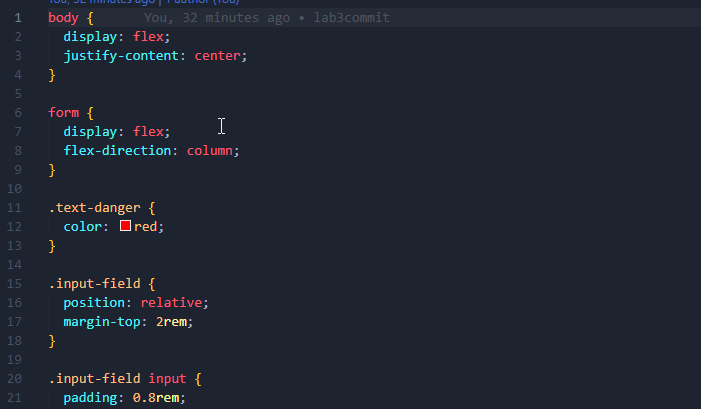 You, 32 minutes ago | 1 author (You)
1 body { You, 32 minutes ago • lab3commit
2 display: flex;
3 justify-content: center;
4 }
5
6 form {
7 display: flex;
8 flex-direction: column;
9 }
10
11 .text-danger {
12 color: red;
13 }
14
15 .input-field {
16 position: relative;
17 margin-top: 2rem;
18 }
19
20 .input-field input {
21 padding: 0.8rem;